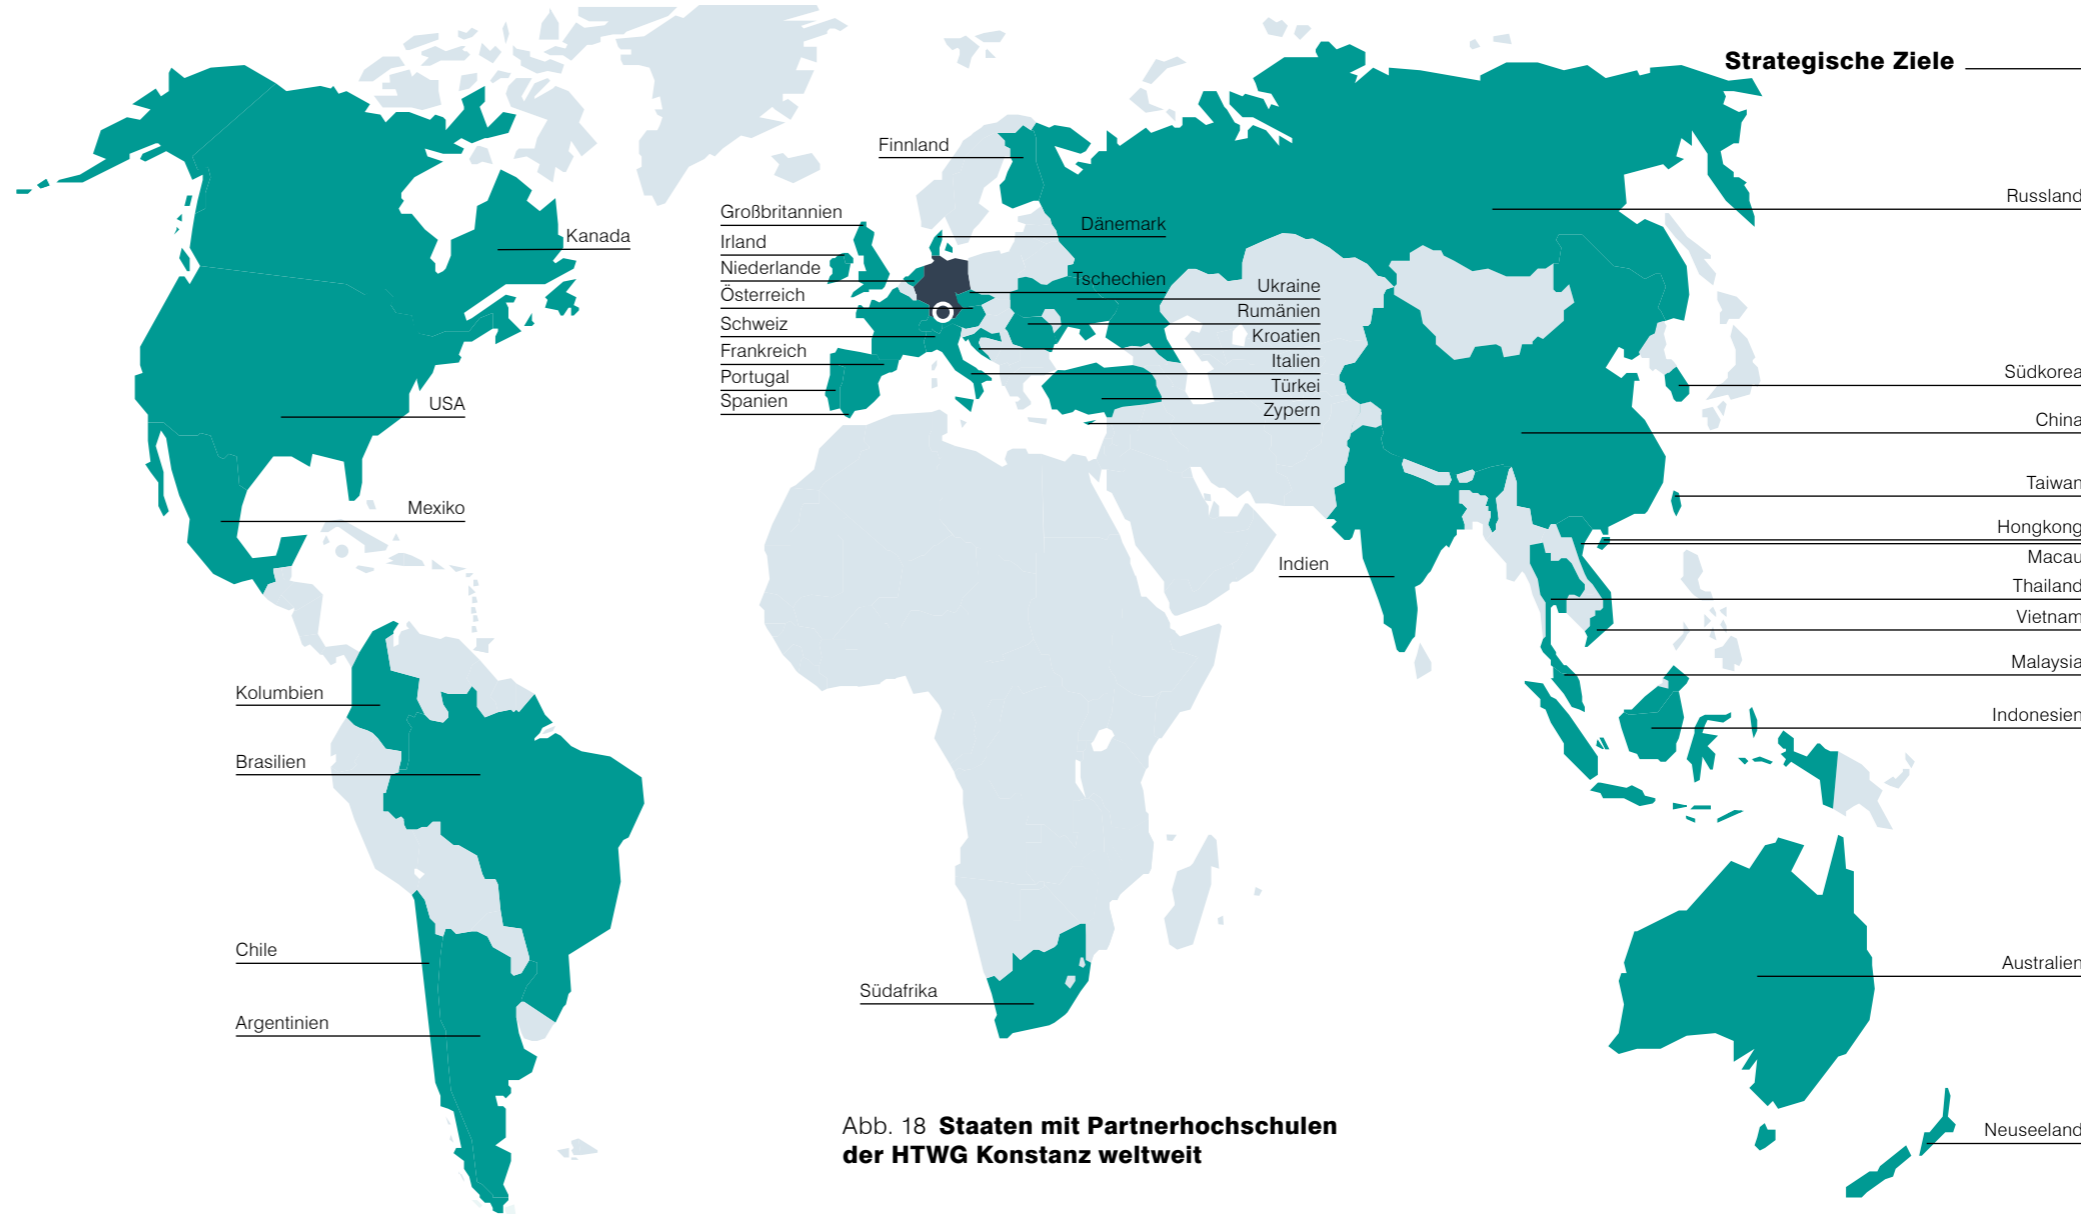 Strategische Ziele
Finnland
Großbritannien
Irland
Niederlande
Österreich
Schweiz
Frankreich
Portugal
Spanien
Dänemark
Tschechien
Ukraine
Rumänien
Kroatien
Italien
Türkei
Zypern
Kanada
USA
Mexiko
Kolumbien
Brasilien
Chile
Argentinien
Südafrika
Indien
Russland
Südkorea
China
Taiwan
Hongkong
Macau
Thailand
Vietnam
Malaysia
Indonesien
Australien
Neuseeland
Abb. 18 Staaten mit Partnerhochschulen
der HTWG Konstanz weltweit